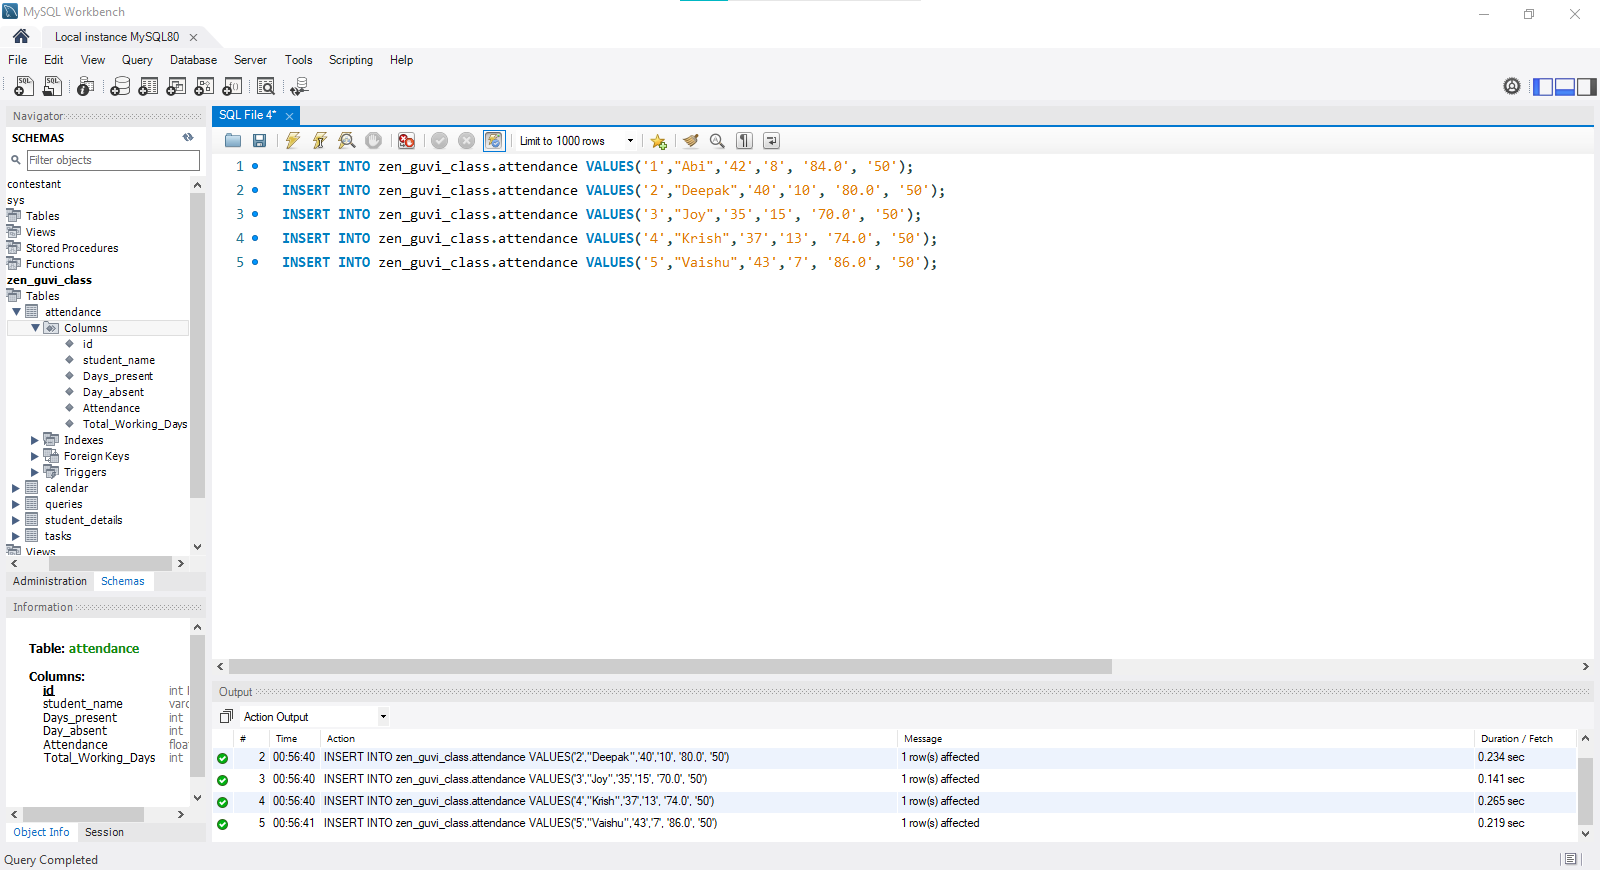 MySQL Workbench
Local instance MySQL80
File Edit View Query Database Server Tools Scripting Help
Navigator
SCHEMAS
Filter objects
contestant
sys
Tables
Views
Stored Procedures
Functions
zen_guvi_class
Tables
attendance
Columns
id
student_name
Days_present
Day_absent
Attendance
Total_Working_Days
Indexes
Foreign Keys
Triggers
calendar
queries
student_details
tasks
Views
Administration Schemas
Information
Table: attendance
Columns:
id int
student_name varc
Days_present int
Day_absent int
Attendance floa
Total_Working_Days int
Object Info Session
Query Completed
SQL File 4*
Limit to 1000 rows
1 INSERT INTO zen_guvi_class.attendance VALUES('1',"Abi",'42','8', '84.0', '50');
2 INSERT INTO zen_guvi_class.attendance VALUES('2',"Deepak",'40','10', '80.0', '50');
3 INSERT INTO zen_guvi_class.attendance VALUES('3',"Joy",'35','15', '70.0', '50');
4 INSERT INTO zen_guvi_class.attendance VALUES('4',"Krish",'37','13', '74.0', '50');
5 INSERT INTO zen_guvi_class.attendance VALUES('5',"Vaishu",'43','7', '86.0', '50');
Output
Action Output
# Time Action Message Duration / Fetch
2 00:56:40 INSERT INTO zen_guvi_class.attendance VALUES('2',"Deepak",'40','10', '80.0', '50') 1 row(s) affected 0.234 sec
3 00:56:40 INSERT INTO zen_guvi_class.attendance VALUES('3',"Joy",'35','15', '70.0', '50') 1 row(s) affected 0.141 sec
4 00:56:40 INSERT INTO zen_guvi_class.attendance VALUES('4',"Krish",'37','13', '74.0', '50') 1 row(s) affected 0.265 sec
5 00:56:41 INSERT INTO zen_guvi_class.attendance VALUES('5',"Vaishu",'43','7', '86.0', '50') 1 row(s) affected 0.219 sec